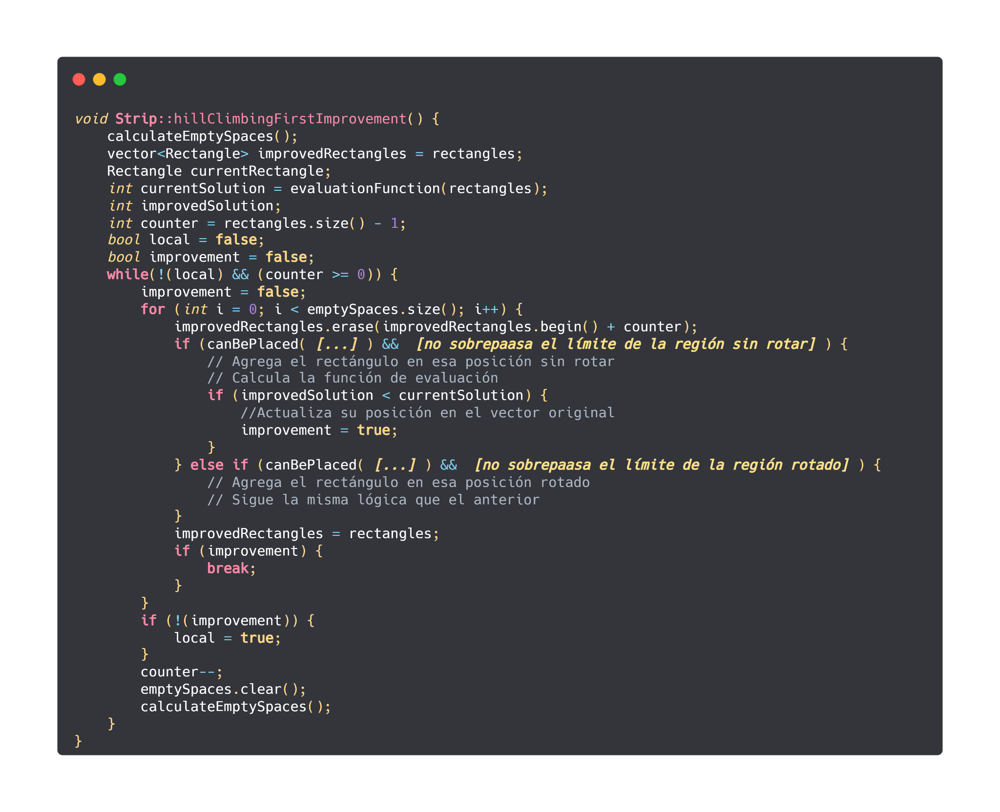 void Strip::hillClimbingFirstImprovement() {
    calculateEmptySpaces();
    vector<Rectangle> improvedRectangles = rectangles;
    Rectangle currentRectangle;
    int currentSolution = evaluationFunction(rectangles);
    int improvedSolution;
    int counter = rectangles.size() - 1;
    bool local = false;
    bool improvement = false;
    while(!(local) && (counter >= 0)) {
        improvement = false;
        for (int i = 0; i < emptySpaces.size(); i++) {
            improvedRectangles.erase(improvedRectangles.begin() + counter);
            if (canBePlaced( [...] ) &&  [no sobrepaasa el límite de la región sin rotar] ) {
                // Agrega el rectángulo en esa posición sin rotar
                // Calcula la función de evaluación
                if (improvedSolution < currentSolution) {
                    //Actualiza su posición en el vector original
                    improvement = true;
                }
            } else if (canBePlaced( [...] ) &&  [no sobrepaasa el límite de la región rotado] ) {
                // Agrega el rectángulo en esa posición rotado
                // Sigue la misma lógica que el anterior
            }
            improvedRectangles = rectangles;
            if (improvement) {
                break;
            }
        }
        if (!(improvement)) {
            local = true;
        }
        counter--;
        emptySpaces.clear();
        calculateEmptySpaces();
    }
}